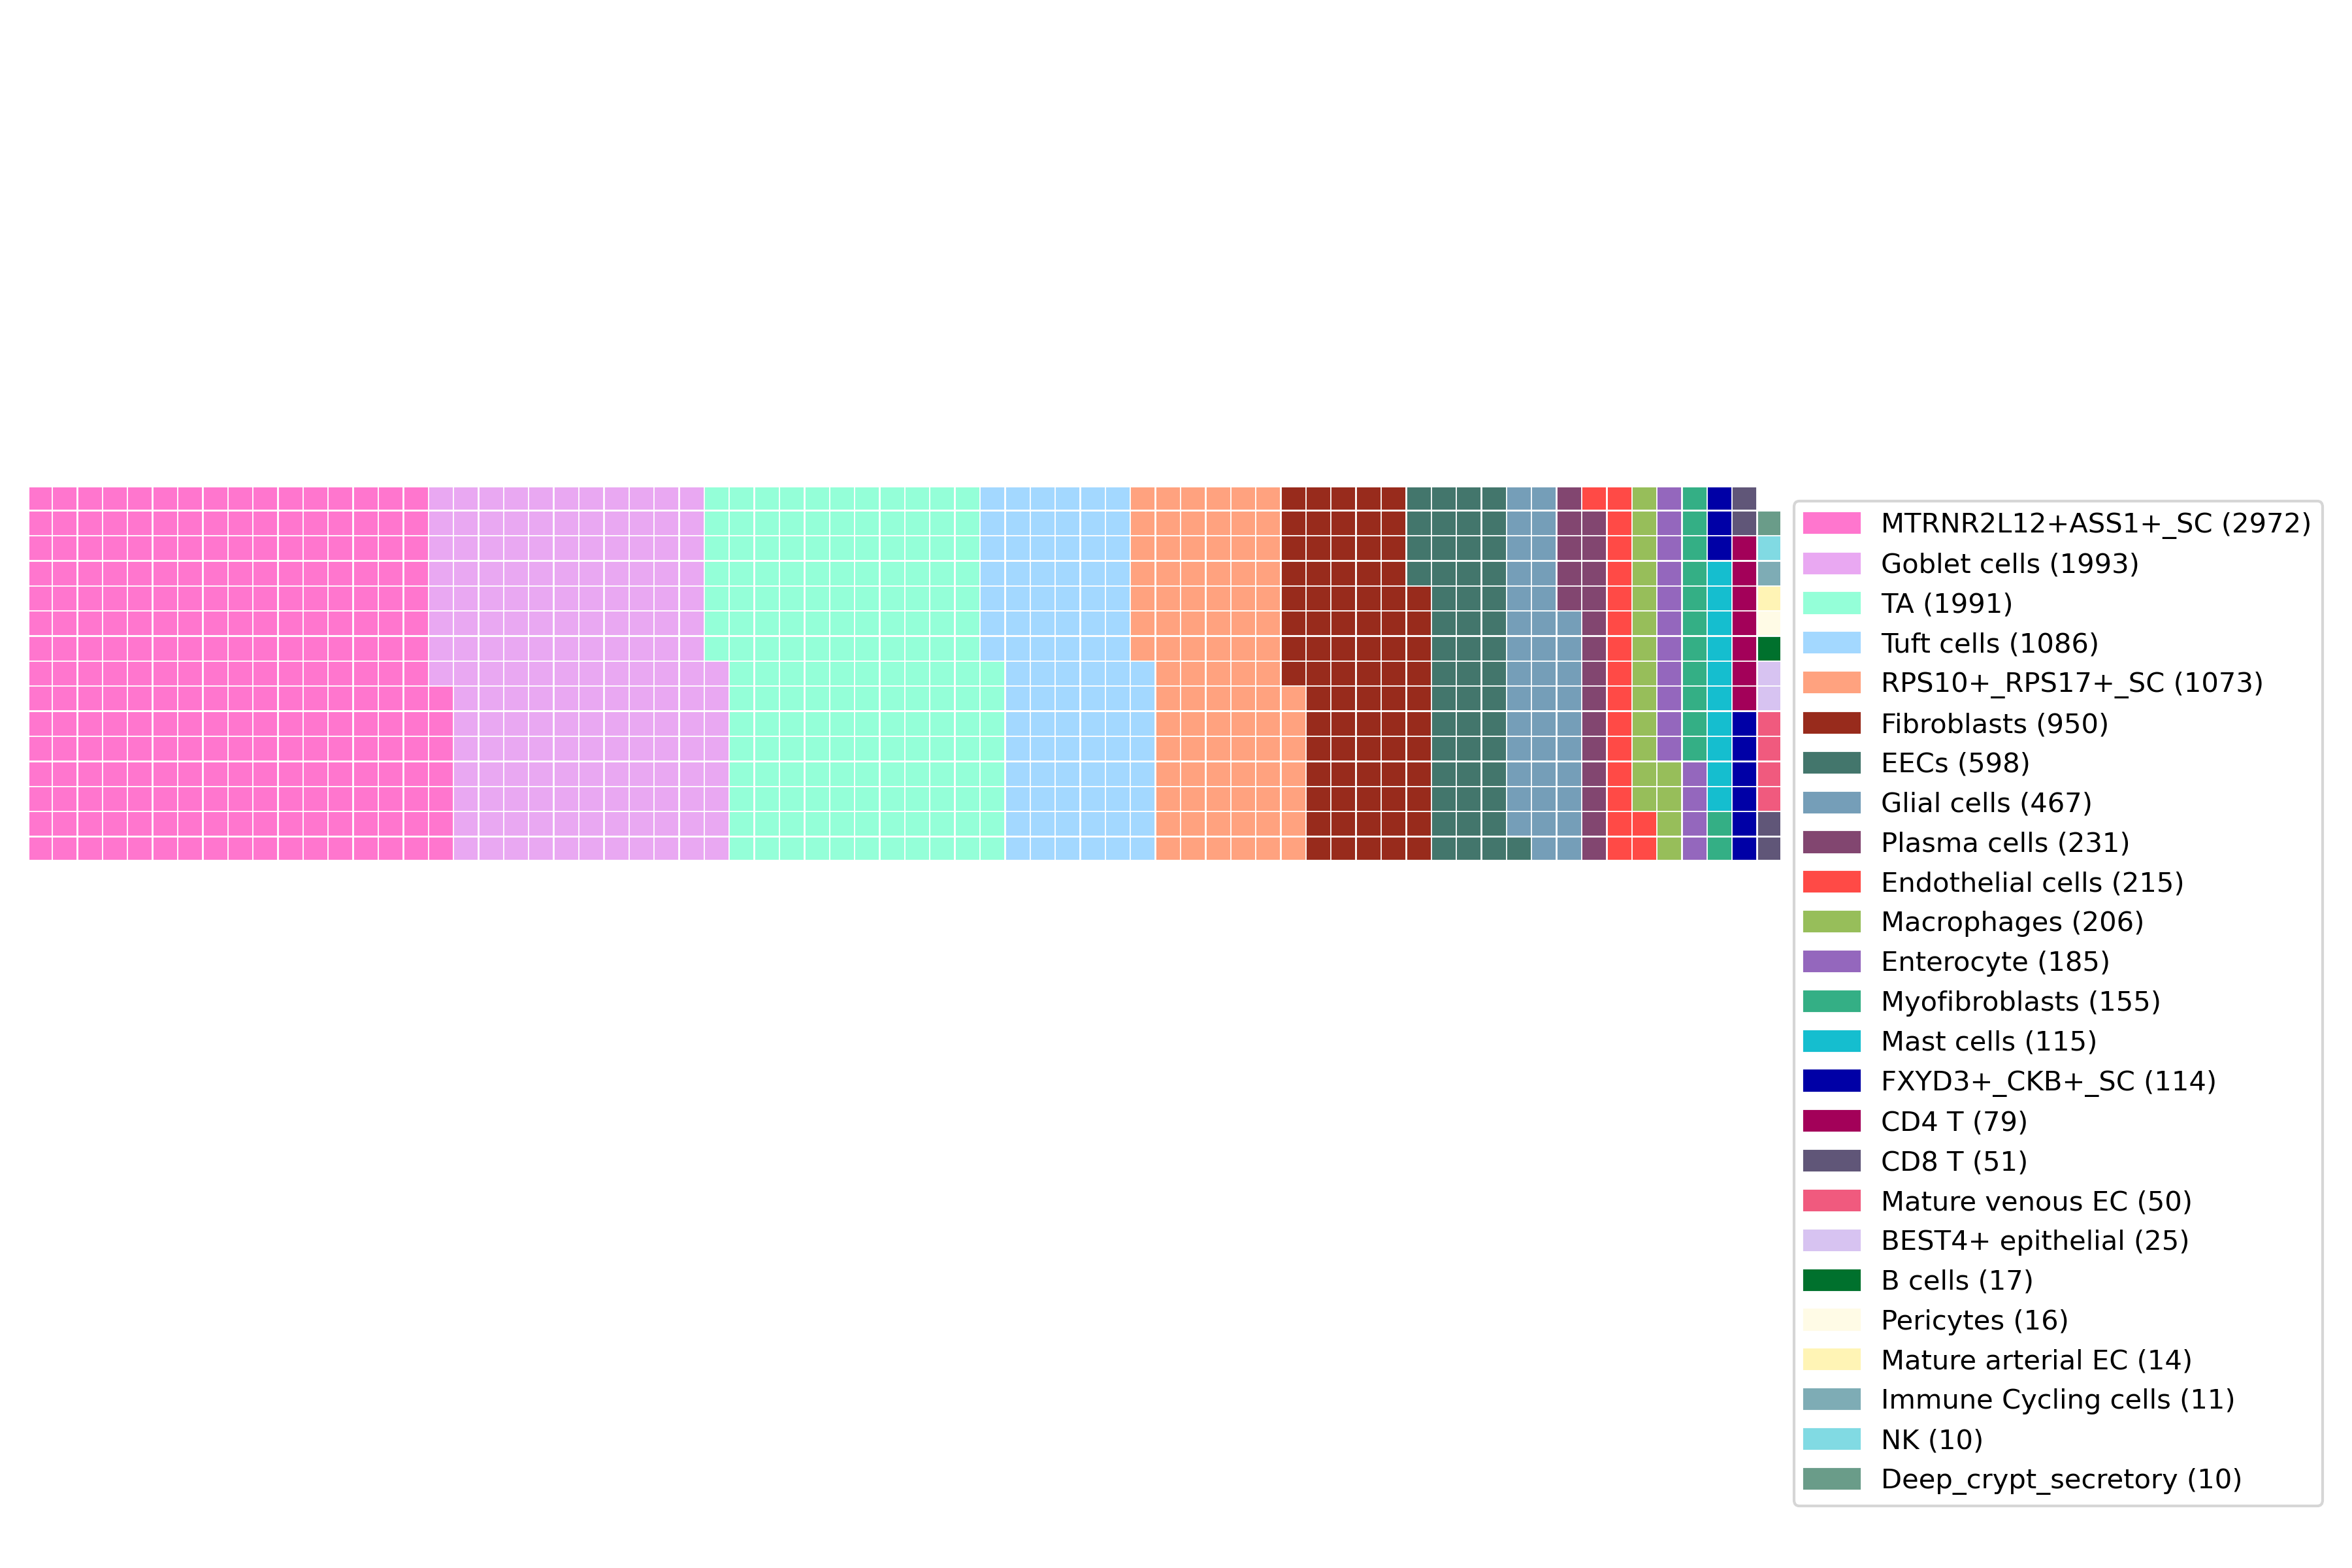 MTRNR2L12+ASS1+_SC (2972)
Goblet cells (1993)
TA (1991)
Tuft cells (1086)
RPS10+_RPS17+_SC (1073)
Fibroblasts (950)
EECs (598)
Glial cells (467)
Plasma cells (231)
Endothelial cells (215)
Macrophages (206)
Enterocyte (185)
Myofibroblasts (155)
Mast cells (115)
FXYD3+_CKB+_SC (114)
CD4 T (79)
CD8 T (51)
Mature venous EC (50)
BEST4+ epithelial (25)
B cells (17)
Pericytes (16)
Mature arterial EC (14)
Immune Cycling cells (11)
NK (10)
Deep_crypt_secretory (10)